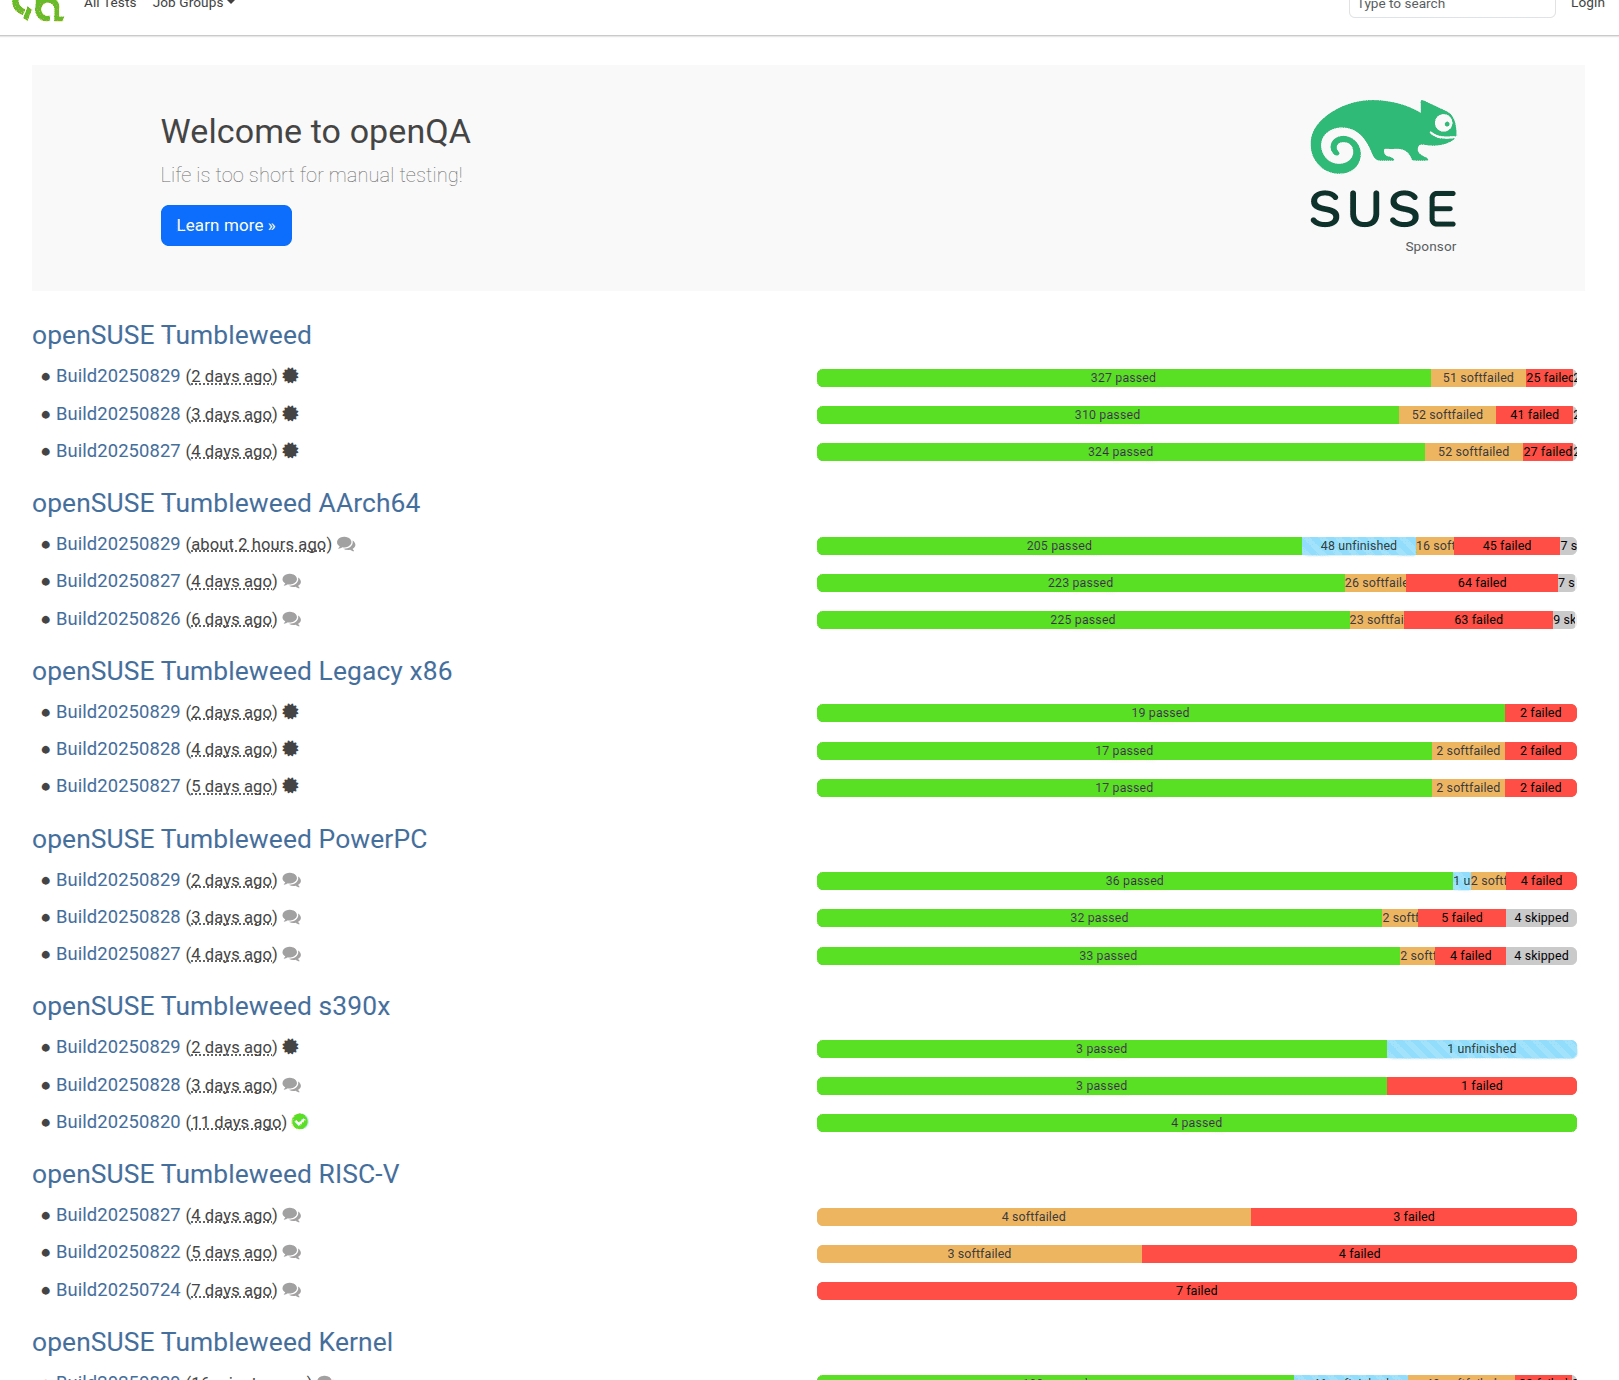 All Tests Job Groups Type to search Login
Welcome to openQA
Life is too short for manual testing!
Learn more »
SUSE
Sponsor
openSUSE Tumbleweed
Build20250829 (2 days ago) 327 passed 51 softfailed 25 failed 2
Build20250828 (3 days ago) 310 passed 52 softfailed 41 failed 2
Build20250827 (4 days ago) 324 passed 52 softfailed 27 failed 2
openSUSE Tumbleweed AArch64
Build20250829 (about 2 hours ago) 205 passed 48 unfinished 16 soft 45 failed 7 s
Build20250827 (4 days ago) 223 passed 26 softfaile 64 failed 7 s
Build20250826 (6 days ago) 225 passed 23 softfai 63 failed 9 sk
openSUSE Tumbleweed Legacy x86
Build20250829 (2 days ago) 19 passed 2 failed
Build20250828 (4 days ago) 17 passed 2 softfailed 2 failed
Build20250827 (5 days ago) 17 passed 2 softfailed 2 failed
openSUSE Tumbleweed PowerPC
Build20250829 (2 days ago) 36 passed 1 u 2 softf 4 failed
Build20250828 (3 days ago) 32 passed 2 softf 5 failed 4 skipped
Build20250827 (4 days ago) 33 passed 2 softf 4 failed 4 skipped
openSUSE Tumbleweed s390x
Build20250829 (2 days ago) 3 passed 1 unfinished
Build20250828 (3 days ago) 3 passed 1 failed
Build20250820 (11 days ago) 4 passed
openSUSE Tumbleweed RISC-V
Build20250827 (4 days ago) 4 softfailed 3 failed
Build20250822 (5 days ago) 3 softfailed 4 failed
Build20250724 (7 days ago) 7 failed
openSUSE Tumbleweed Kernel